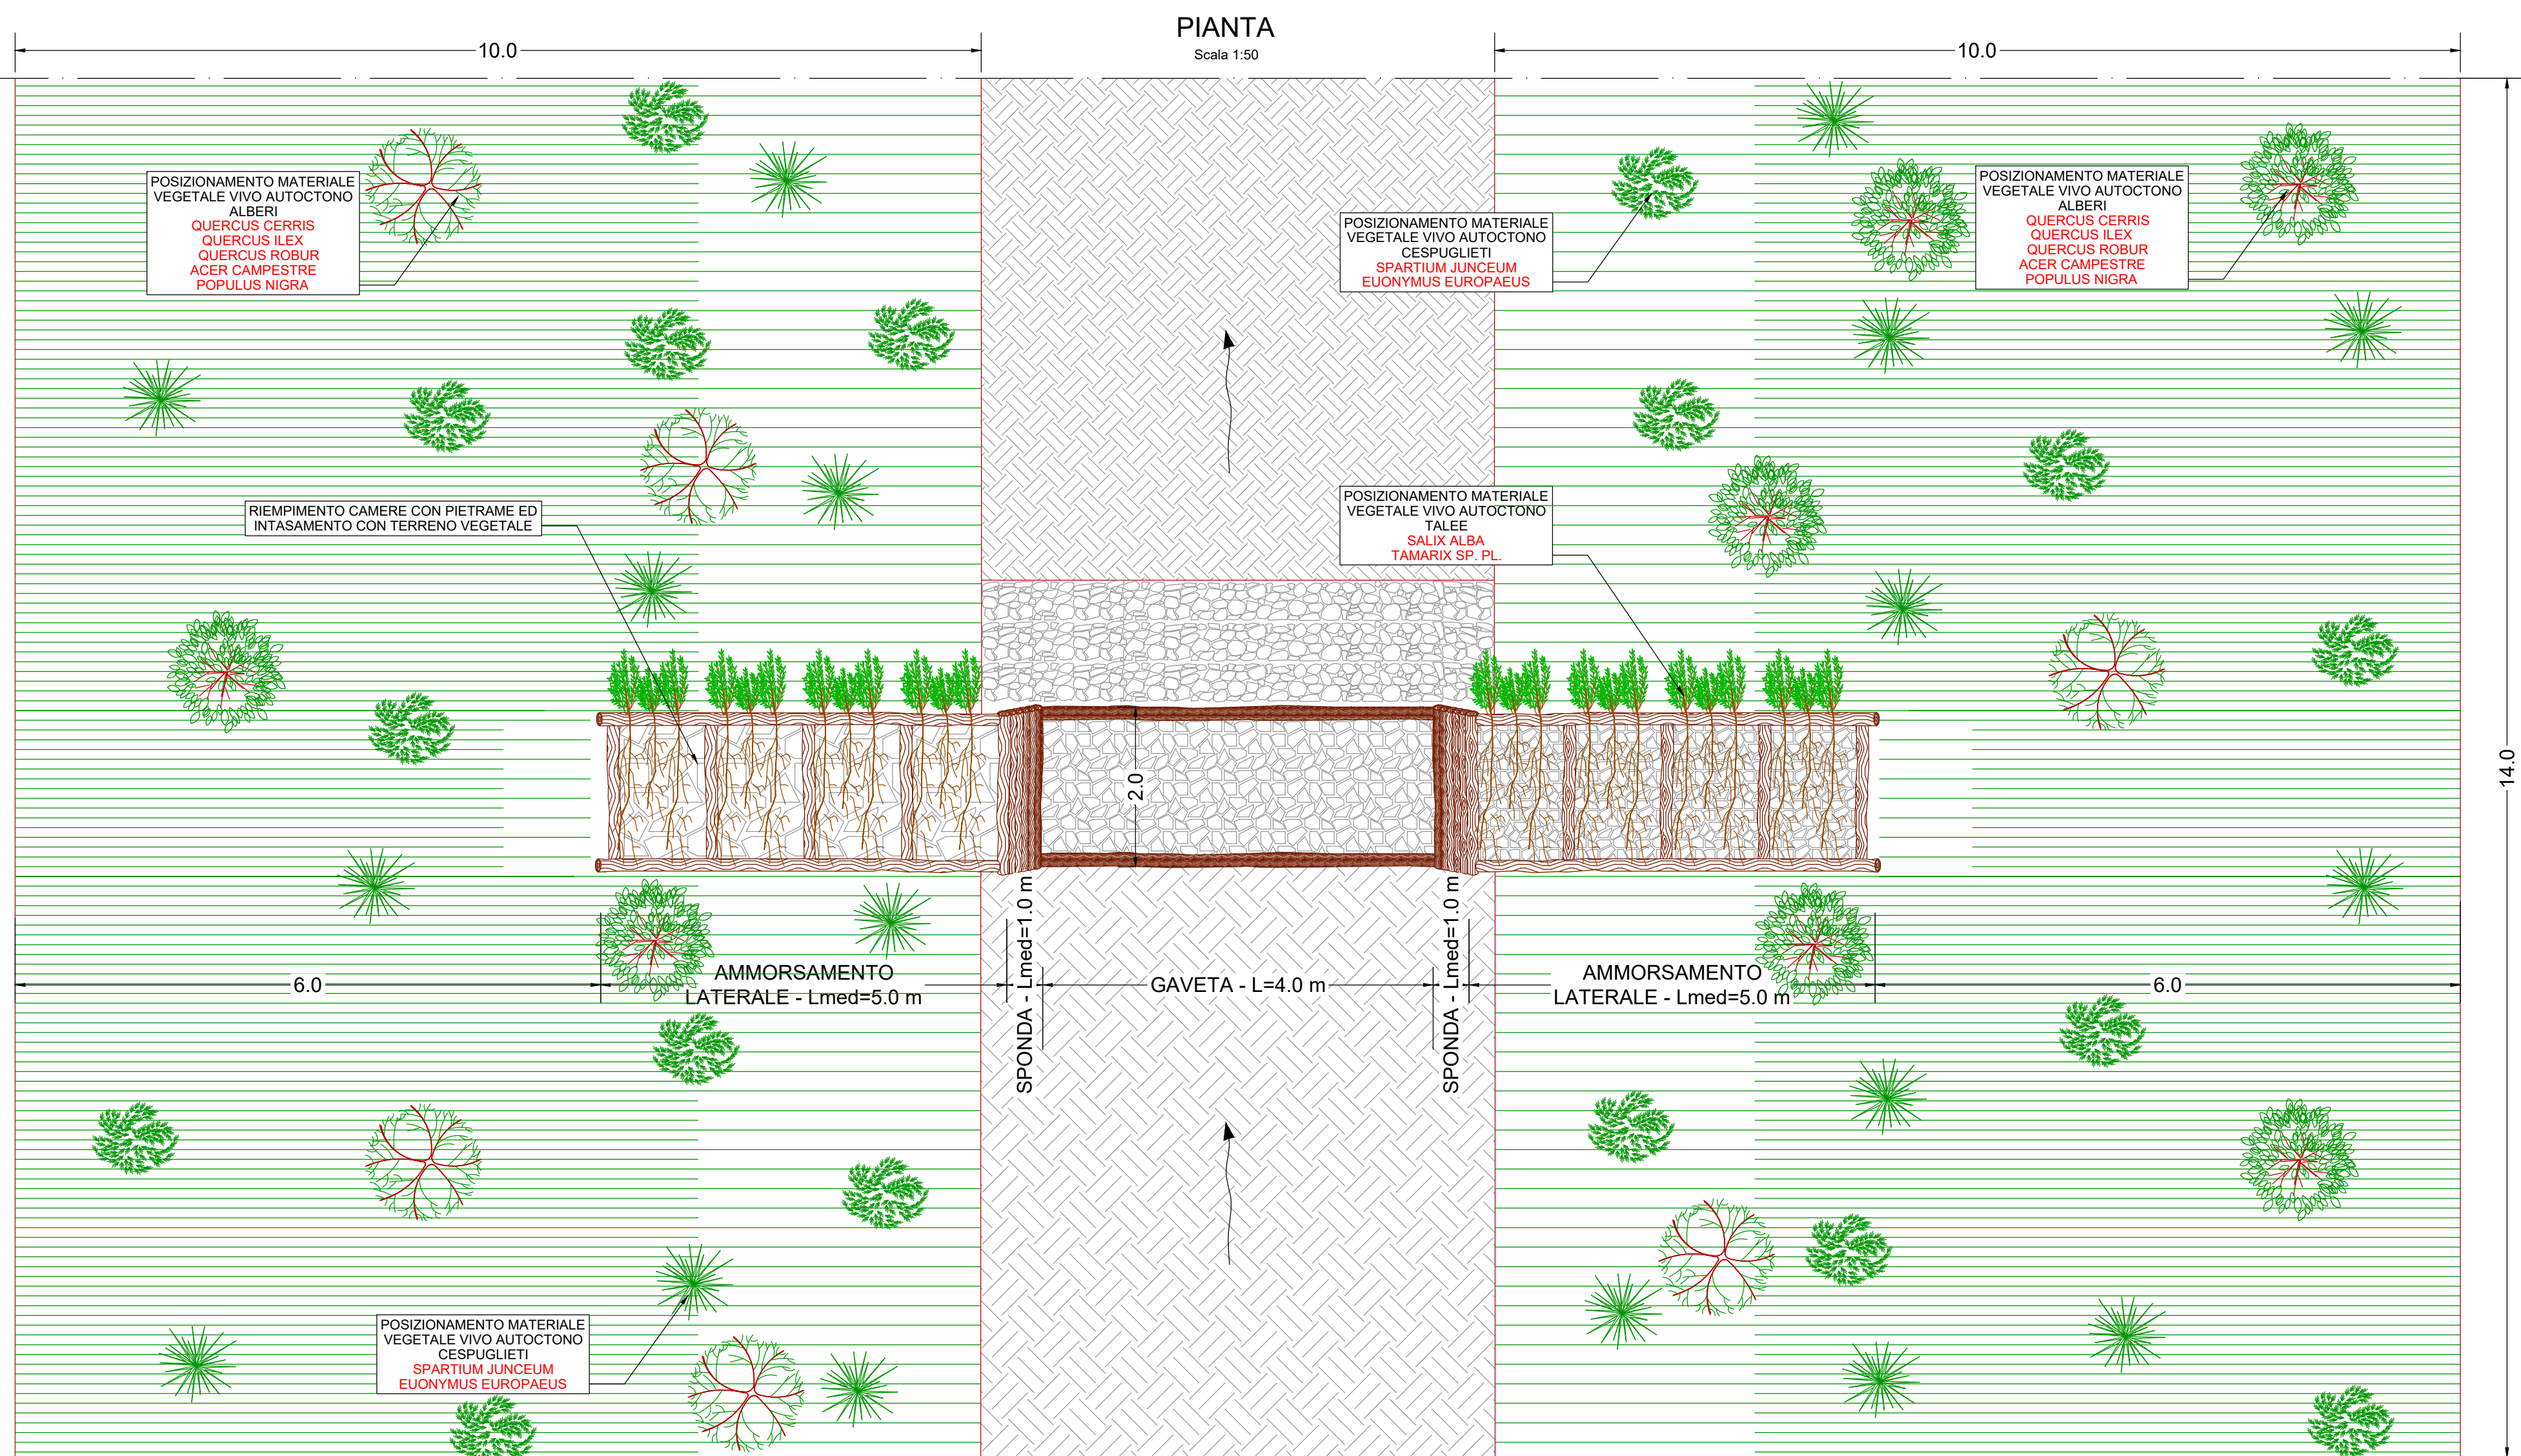 PIANTA
Scala 1:50
10.0
10.0
POSIZIONAMENTO MATERIALE
VEGETALE VIVO AUTOCTONO
ALBERI
QUERCUS CERRIS
QUERCUS ILEX
QUERCUS ROBUR
ACER CAMPESTRE
POPULUS NIGRA
POSIZIONAMENTO MATERIALE
VEGETALE VIVO AUTOCTONO
CESPUGLIETI
SPARTIUM JUNCEUM
EUONYMUS EUROPAEUS
POSIZIONAMENTO MATERIALE
VEGETALE VIVO AUTOCTONO
ALBERI
QUERCUS CERRIS
QUERCUS ILEX
QUERCUS ROBUR
ACER CAMPESTRE
POPULUS NIGRA
RIEMPIMENTO CAMERE CON PIETRAME ED
INTASAMENTO CON TERRENO VEGETALE
POSIZIONAMENTO MATERIALE
VEGETALE VIVO AUTOCTONO
TALEE
SALIX ALBA
TAMARIX SP. PL.
2.0
14.0
6.0
AMMORSAMENTO
LATERALE - Lmed=5.0 m
SPONDA - Lmed=1.0 m
GAVETA - L=4.0 m
SPONDA - Lmed=1.0 m
AMMORSAMENTO
LATERALE - Lmed=5.0 m
6.0
POSIZIONAMENTO MATERIALE
VEGETALE VIVO AUTOCTONO
CESPUGLIETI
SPARTIUM JUNCEUM
EUONYMUS EUROPAEUS